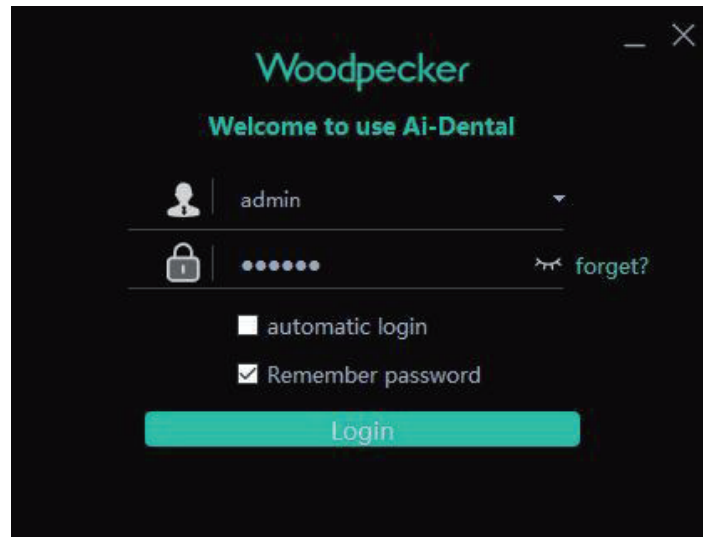 Woodpecker
Welcome to use Ai-Dental
admin
●●●●●● forget?
automatic login
Remember password
Login